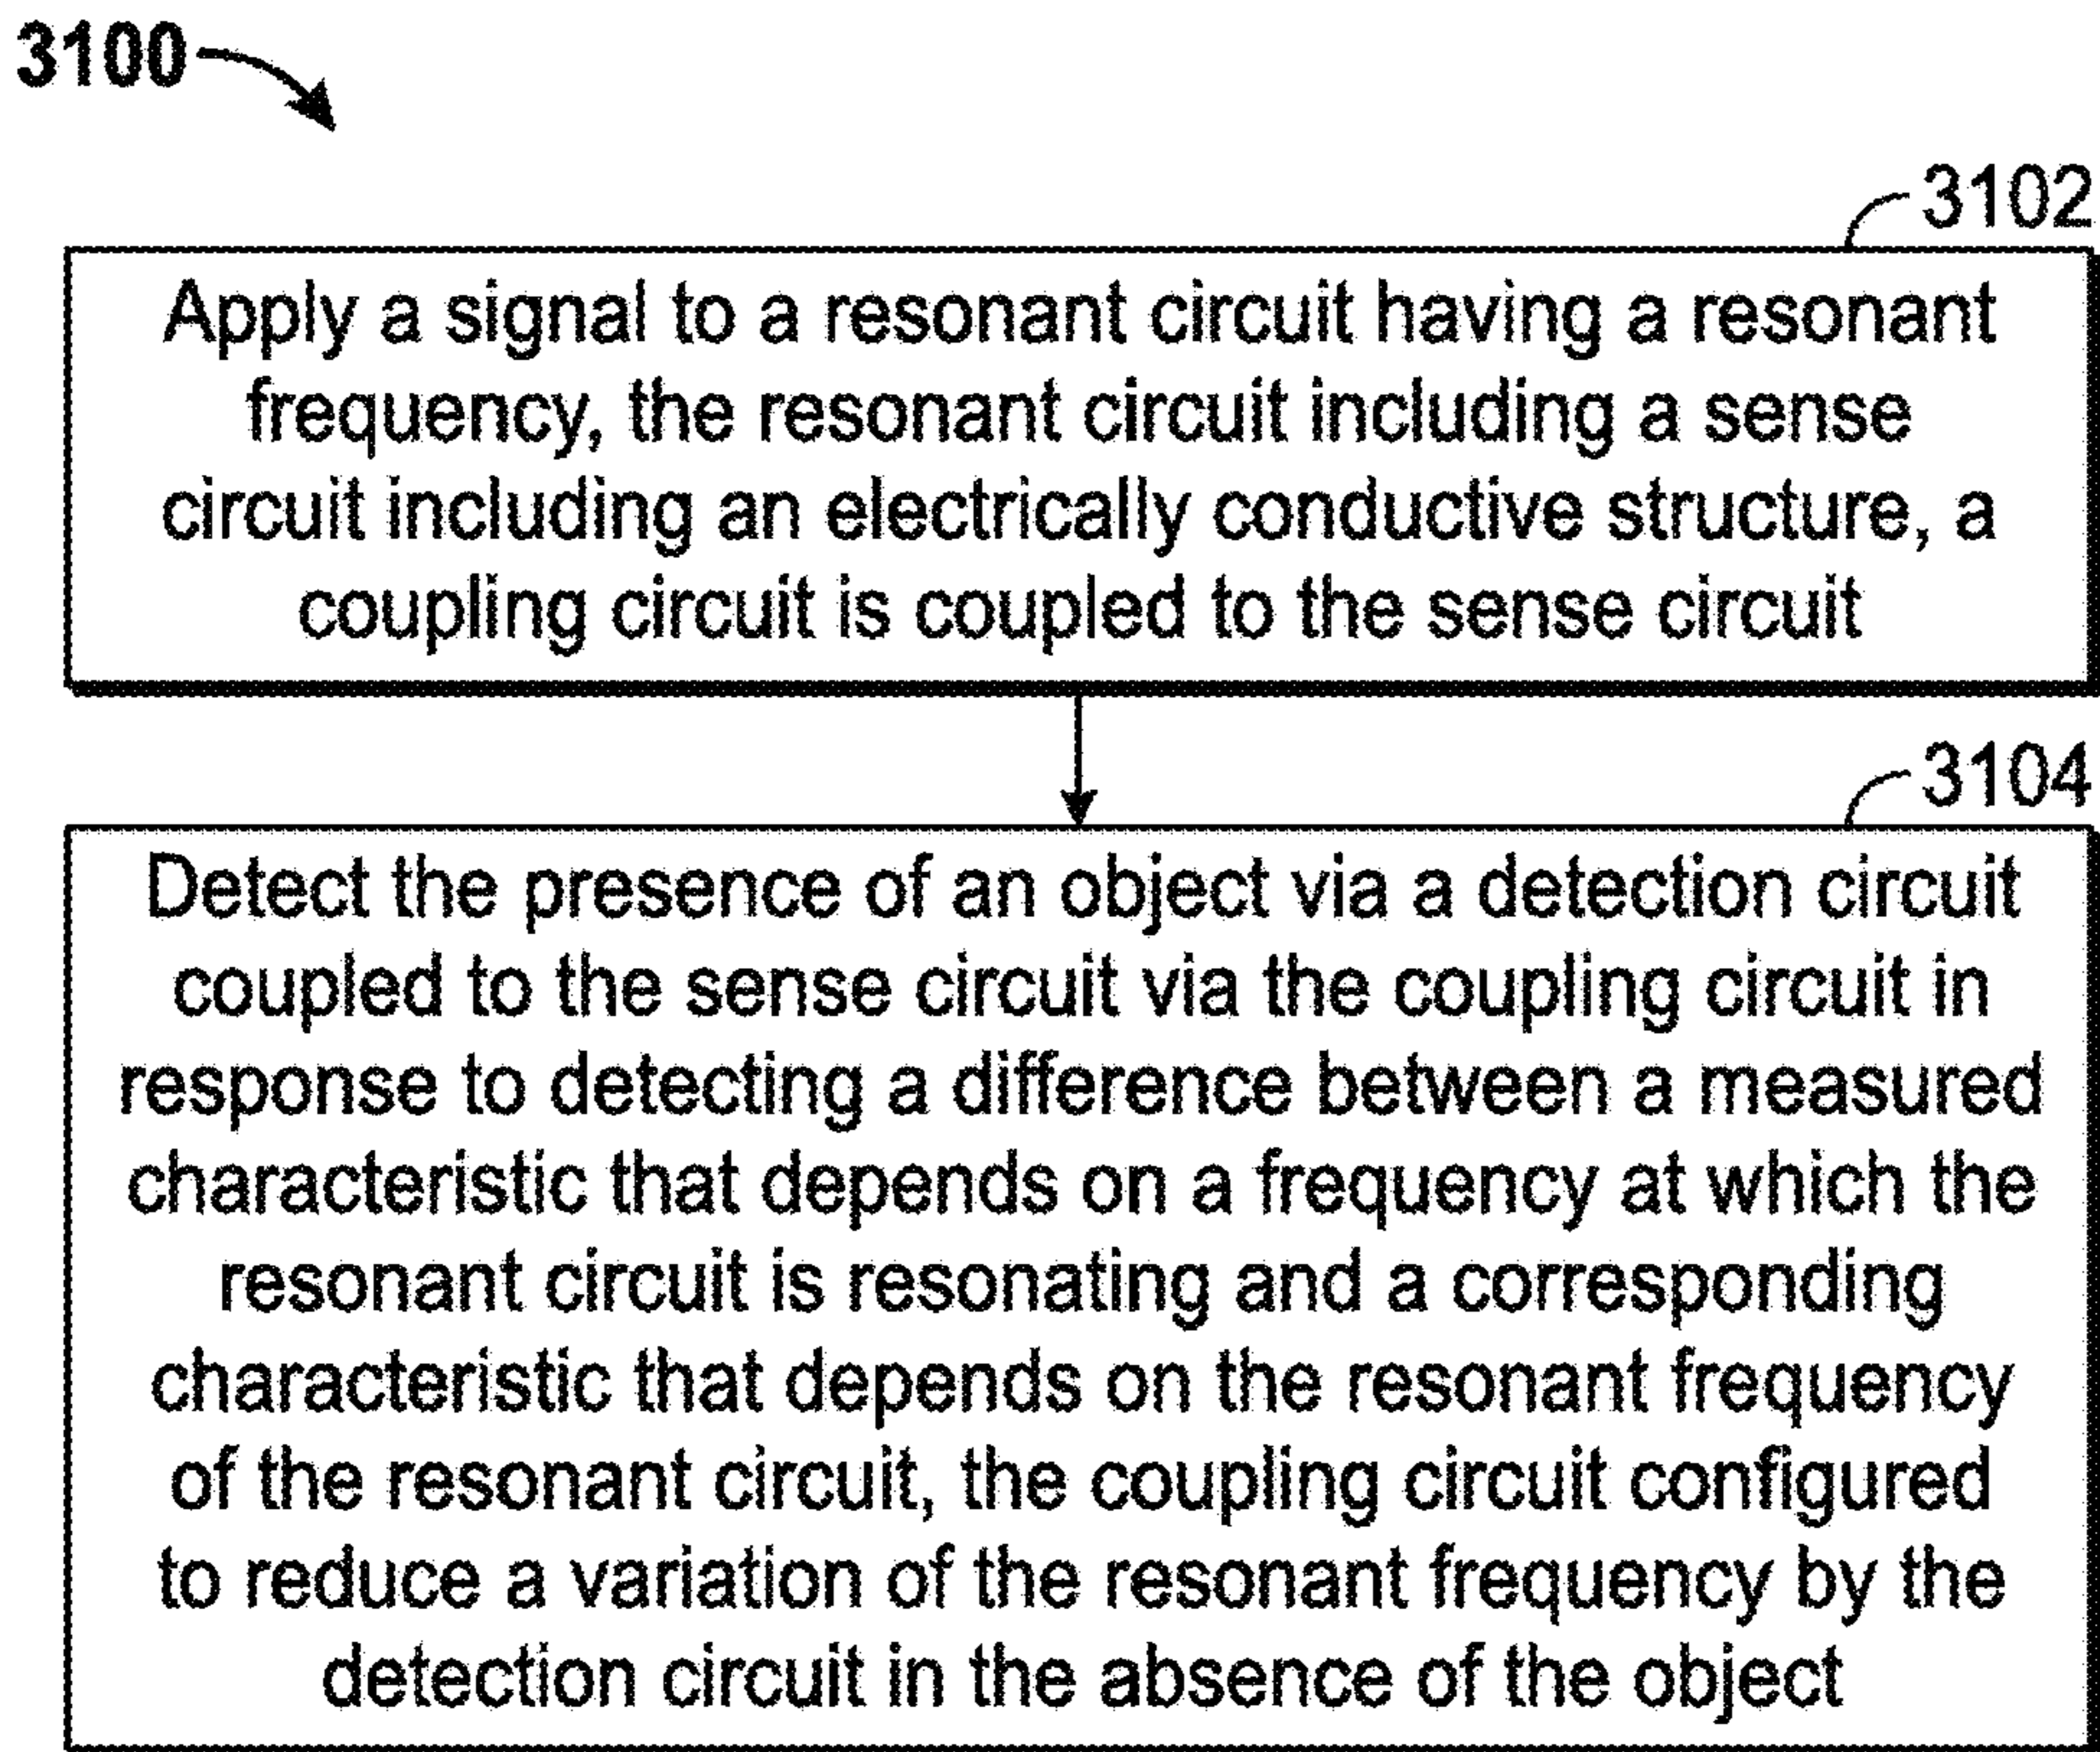 3100
3102
Apply a signal to a resonant circuit having a resonant
frequency, the resonant circuit including a sense
circuit including an electrically conductive structure, a
coupling circuit is coupled to the sense circuit
3104
Detect the presence of an object via a detection circuit
coupled to the sense circuit via the coupling circuit in
response to detecting a difference between a measured
characteristic that depends on a frequency at which the
resonant circuit is resonating and a corresponding
characteristic that depends on the resonant frequency
of the resonant circuit, the coupling circuit configured
to reduce a variation of the resonant frequency by the
detection circuit in the absence of the object